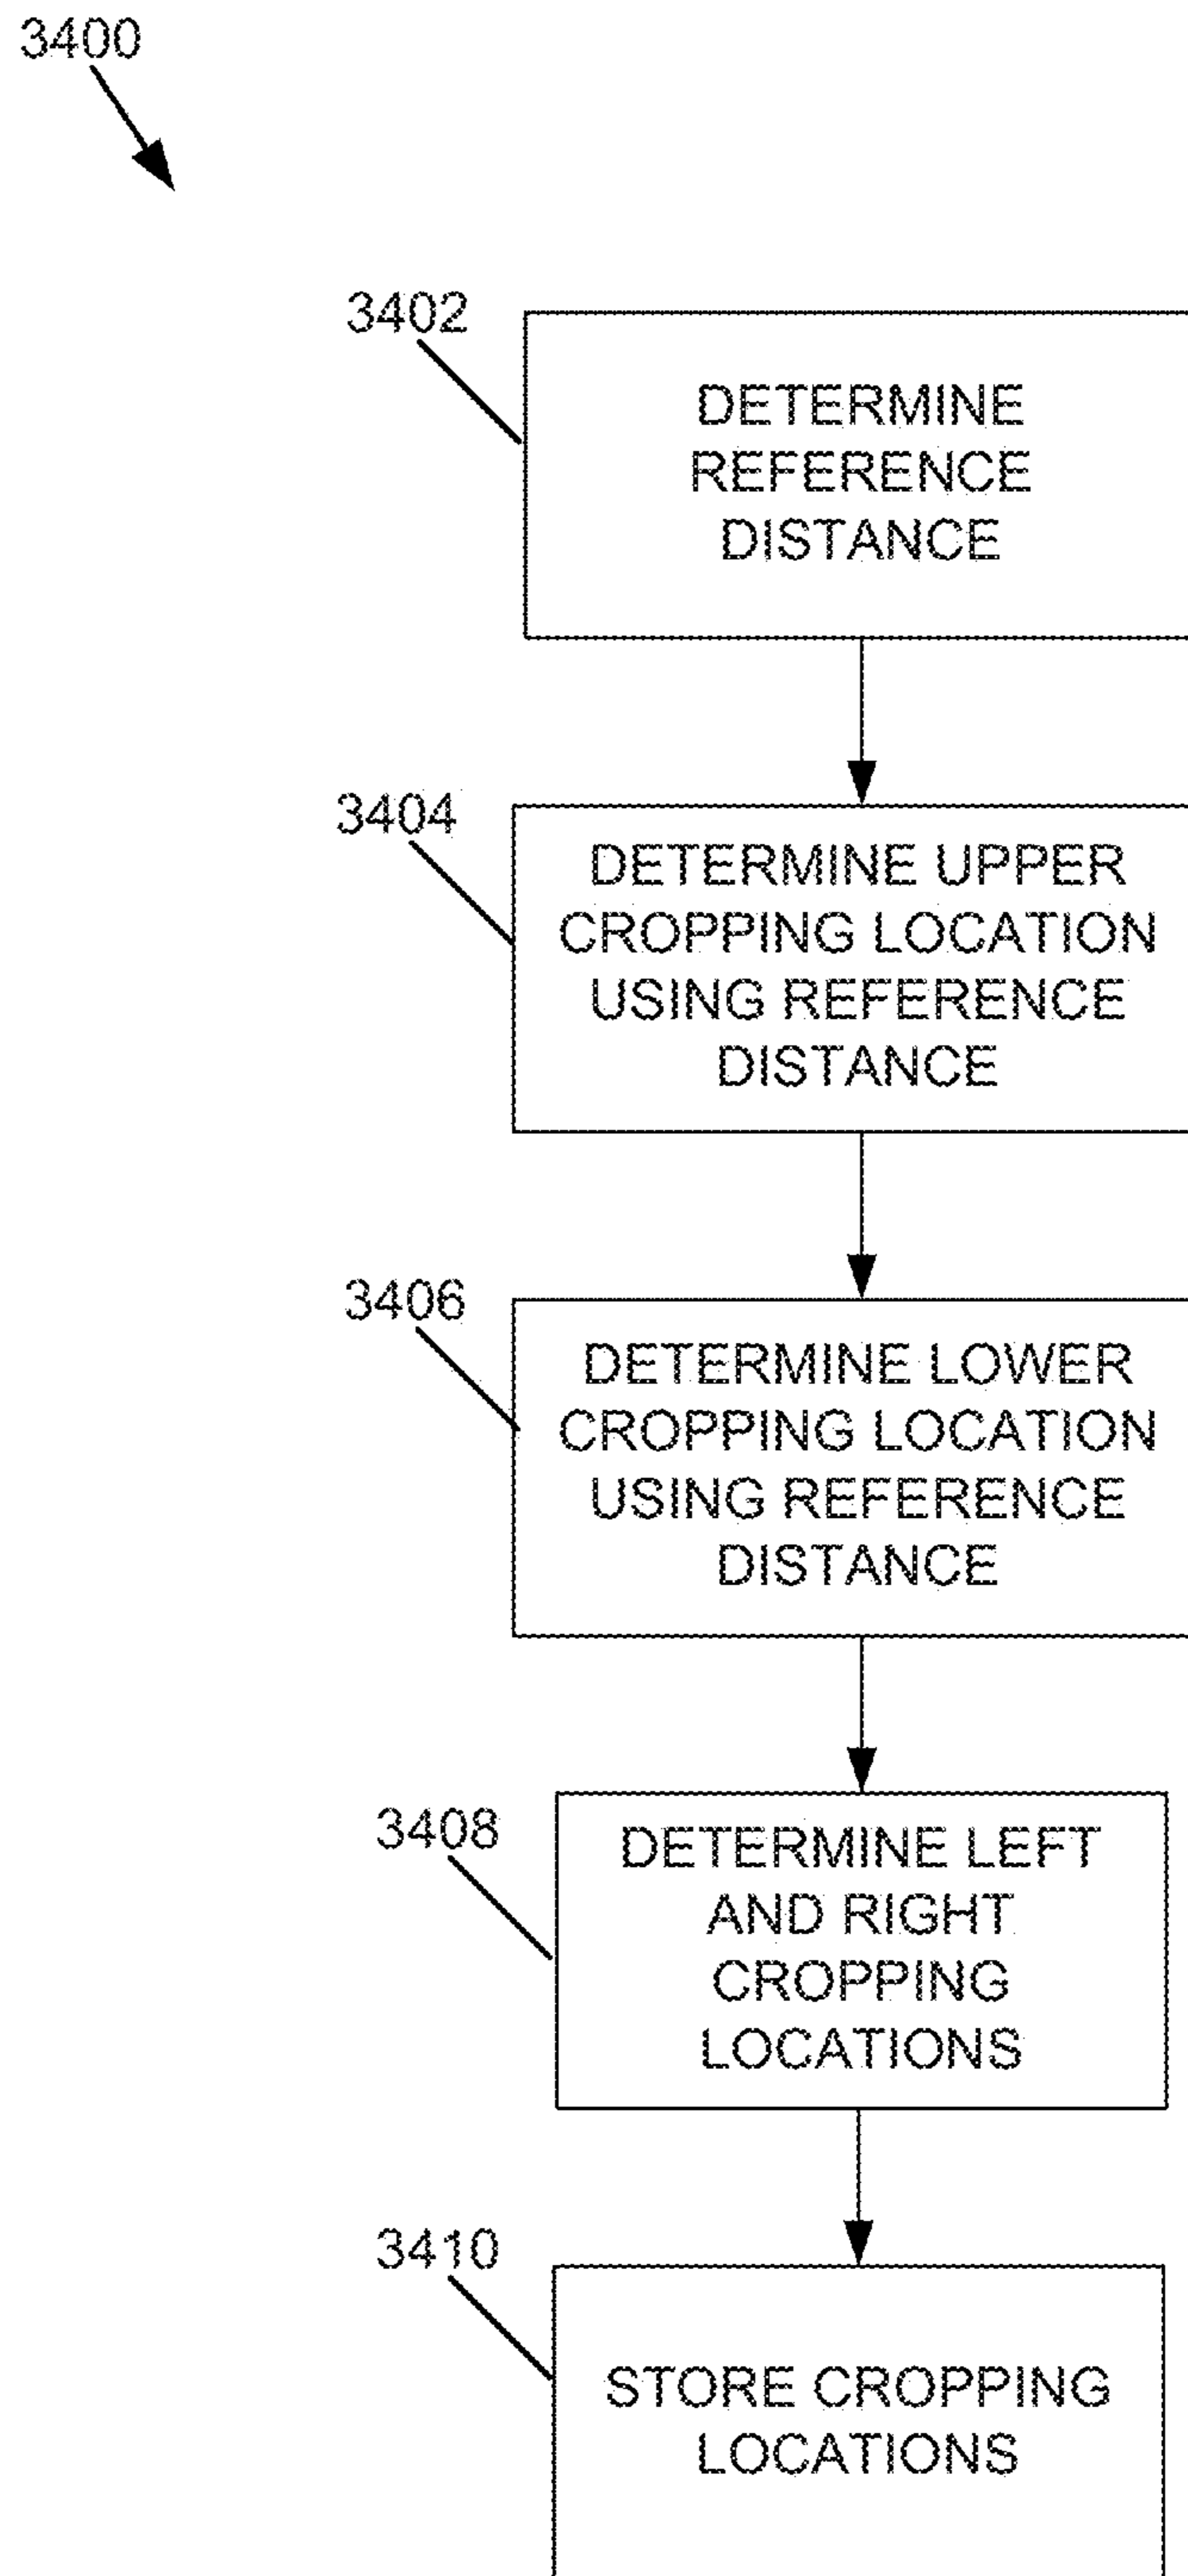 3400
3402
DETERMINE
REFERENCE
DISTANCE
3404
DETERMINE UPPER
CROPPING LOCATION
USING REFERENCE
DISTANCE
3406
DETERMINE LOWER
CROPPING LOCATION
USING REFERENCE
DISTANCE
3408
DETERMINE LEFT
AND RIGHT
CROPPING
LOCATIONS
3410
STORE CROPPING
LOCATIONS